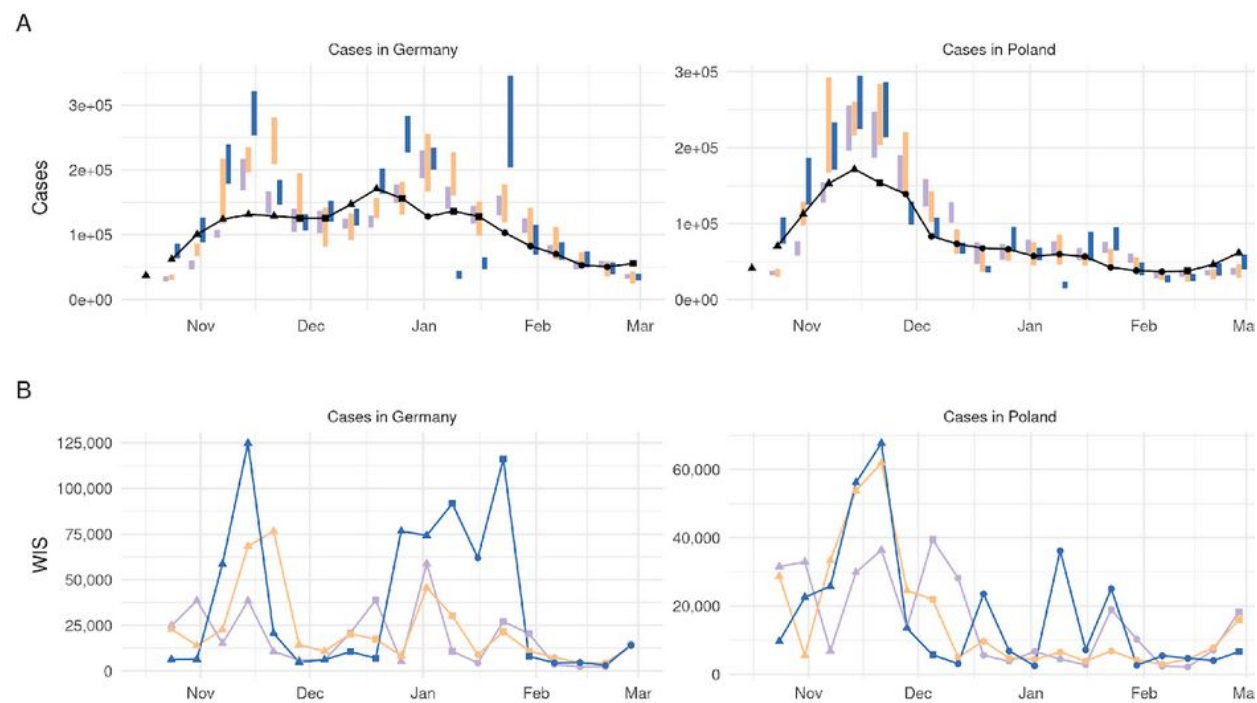 A
Cases in Germany
Cases in Poland
Cases
3e+05
2e+05
1e+05
0e+00
3e+05
2e+05
1e+05
0e+00
Nov Dec Jan Feb Mar
Nov Dec Jan Feb Ma
B
Cases in Germany
Cases in Poland
WIS
125,000
100,000
75,000
50,000
25,000
0
60,000
40,000
20,000
0
Nov Dec Jan Feb Mar
Nov Dec Jan Feb Ma